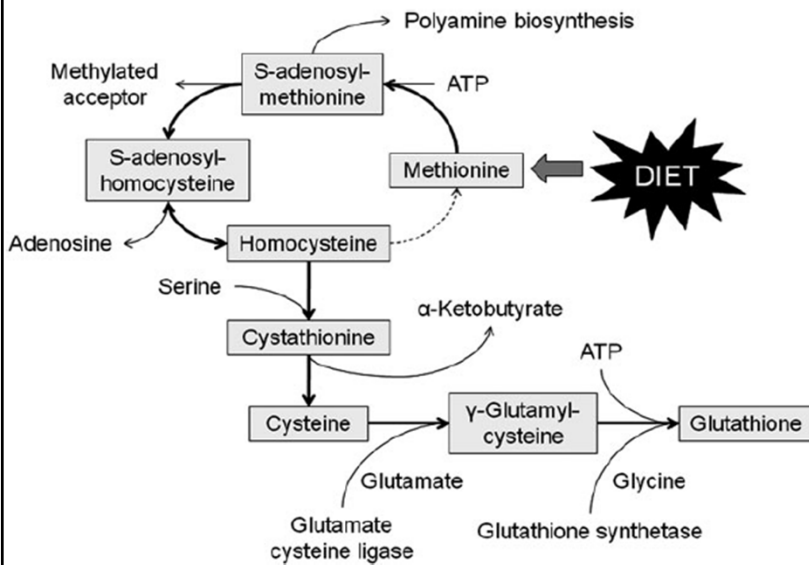 Polyamine biosynthesis
Methylated
acceptor
S-adenosyl-
methionine
ATP
S-adenosyl-
homocysteine
Methionine
DIET
Adenosine
Homocysteine
Serine
α-Ketobutyrate
Cystathionine
ATP
Cysteine
γ-Glutamyl-
cysteine
Glutathione
Glutamate
Glycine
Glutamate
cysteine ligase
Glutathione synthetase